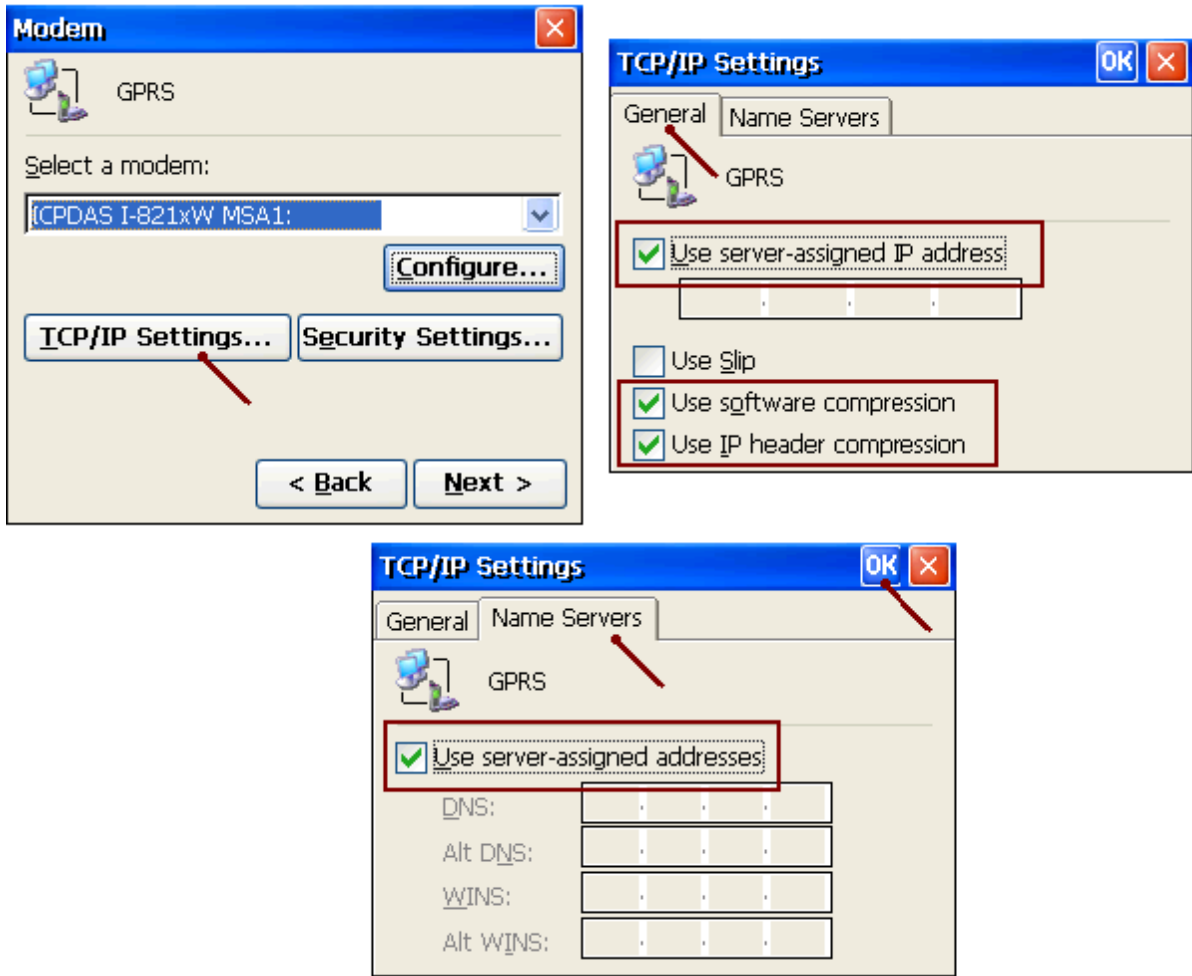 Modem
GPRS
Select a modem:
ICPDAS I-821xW MSA1:
Configure...
TCP/IP Settings... Security Settings...
< Back Next >
TCP/IP Settings OK
General Name Servers
GPRS
Use server-assigned IP address
Use Slip
Use software compression
Use IP header compression
TCP/IP Settings OK
General Name Servers
GPRS
Use server-assigned addresses
DNS:
Alt DNS:
WINS:
Alt WINS: